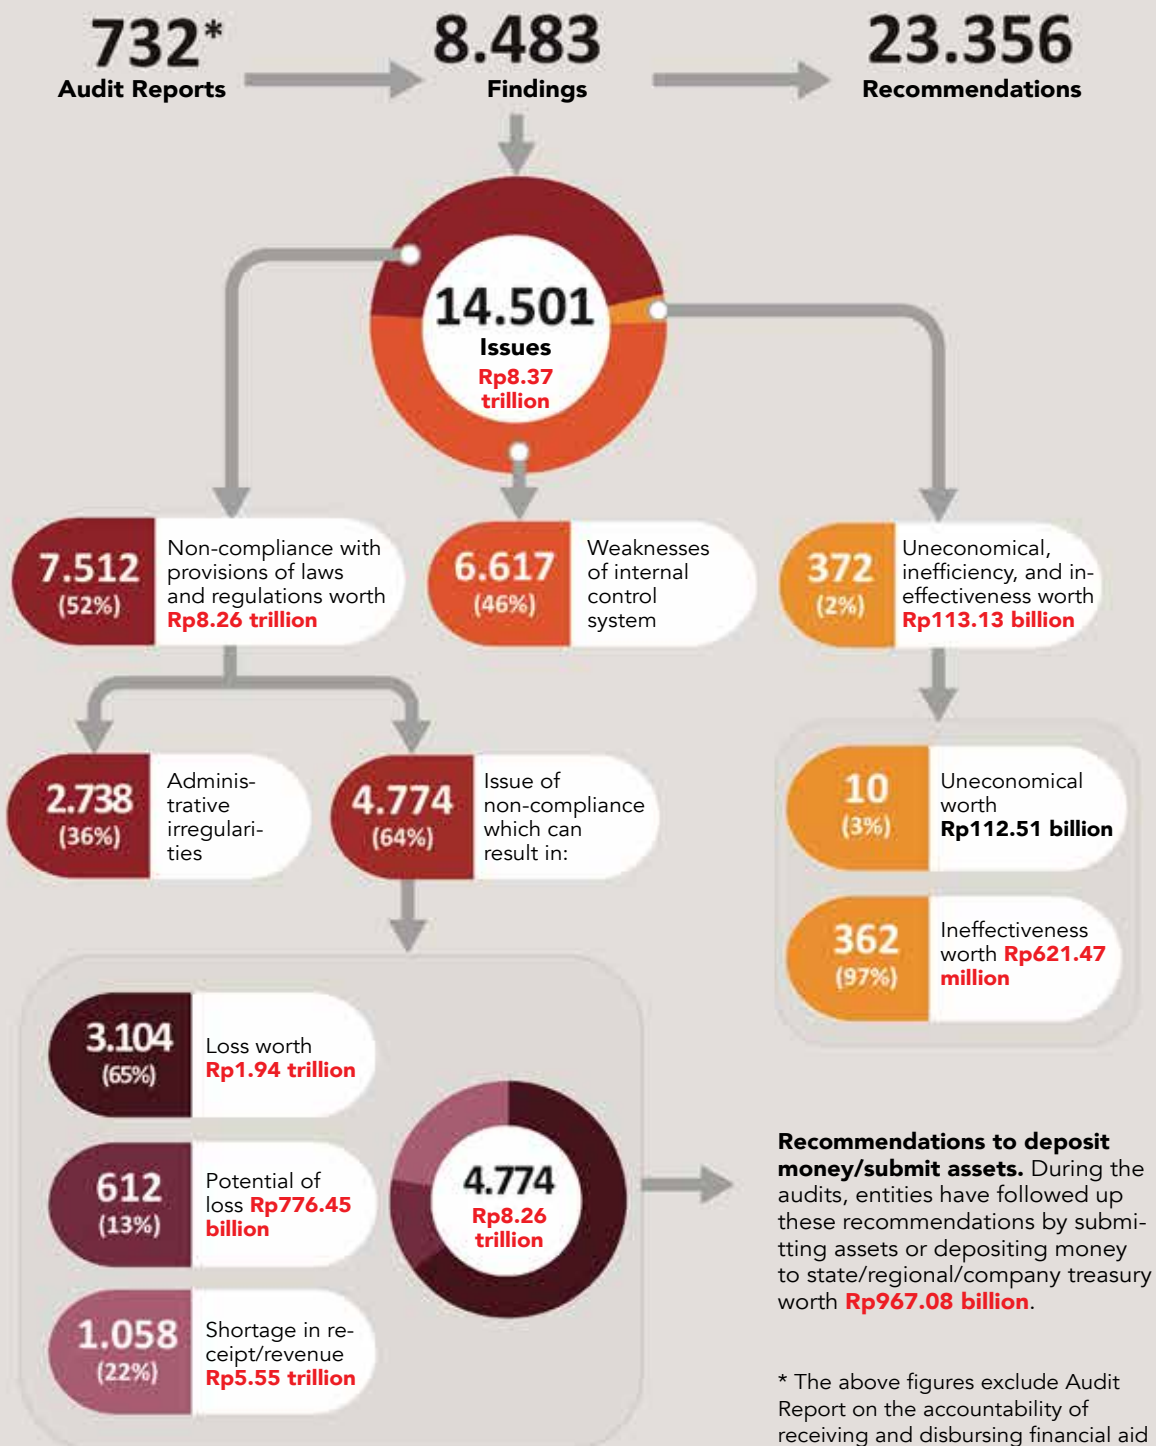 732*
Audit Reports
8.483
Findings
23.356
Recommendations
14.501
Issues
Rp8.37
trillion
7.512
(52%)
Non-compliance with
provisions of laws
and regulations worth
Rp8.26 trillion
6.617
(46%)
Weaknesses
of internal
control
system
372
(2%)
Uneconomical,
inefficiency, and in-
effectiveness worth
Rp113.13 billion
2.738
(36%)
Adminis-
trative
irregulari-
ties
4.774
(64%)
Issue of
non-compliance
which can
result in:
10
(3%)
Uneconomical
worth
Rp112.51 billion
362
(97%)
Ineffectiveness
worth Rp621.47
million
3.104
(65%)
Loss worth
Rp1.94 trillion
612
(13%)
Potential of
loss Rp776.45
billion
1.058
(22%)
Shortage in re-
ceipt/revenue
Rp5.55 trillion
4.774
Rp8.26
trillion
Recommendations to deposit
money/submit assets. During the
audits, entities have followed up
these recommendations by submi-
tting assets or depositing money
to state/regional/company treasury
worth Rp967.08 billion.
* The above figures exclude Audit
Report on the accountability of
receiving and disbursing financial aid